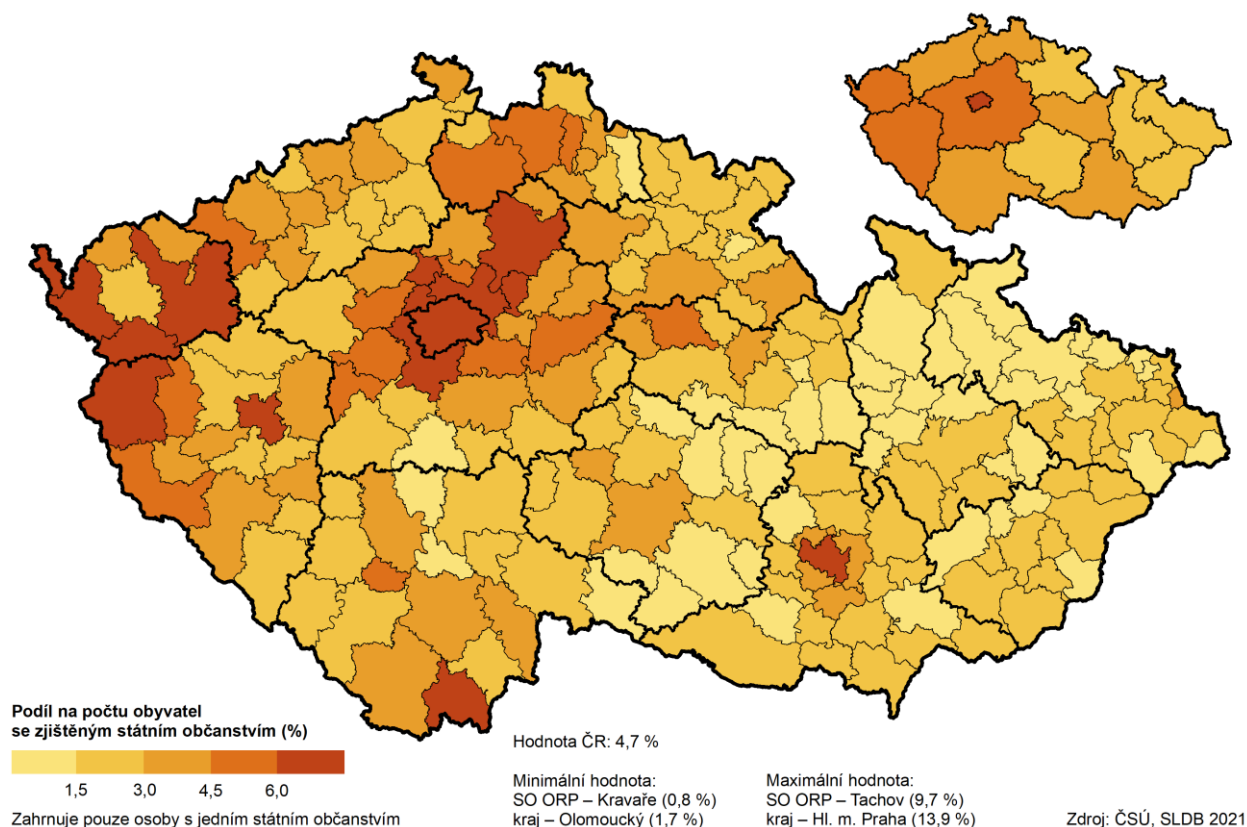 Podíl na počtu obyvatel
se zjištěným státním občanstvím (%)
1,5 3,0 4,5 6,0
Zahrnuje pouze osoby s jedním státním občanstvím
Hodnota ČR: 4,7 %
Minimální hodnota:
SO ORP – Kravaře (0,8 %)
kraj – Olomoucký (1,7 %)
Maximální hodnota:
SO ORP – Tachov (9,7 %)
kraj – Hl. m. Praha (13,9 %)
Zdroj: ČSÚ, SLDB 2021